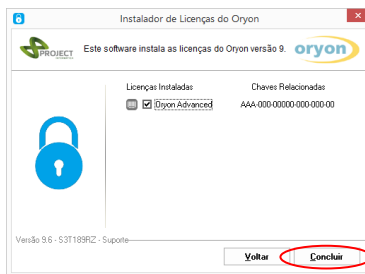 Instalador de Licenças do Oryon
PROJECT
Este software instala as licenças do Oryon versão 9.
oryon
Licenças Instaladas
Chaves Relacionadas
Oryon Advanced
AAA-000-00000-000-000-00
Versão 9.6 - S3T189RZ - Suporte
Voltar
Concluir